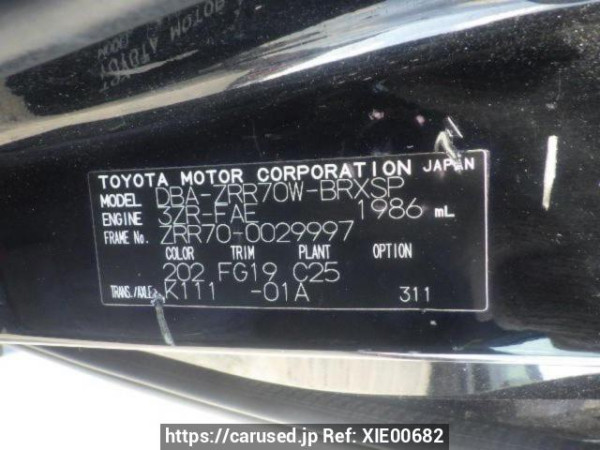 TOYOTA MOTOR CORPORATION JAPAN
MODEL DBA-ZRR70W-BRXSP
ENGINE 3ZR-FAE 1986 mL
FRAME No. ZRR70-0029997
COLOR TRIM PLANT OPTION
202 FG19 C25
TRANS./AXLE K111 -01A 311
https://carused.jp Ref: XIE00682